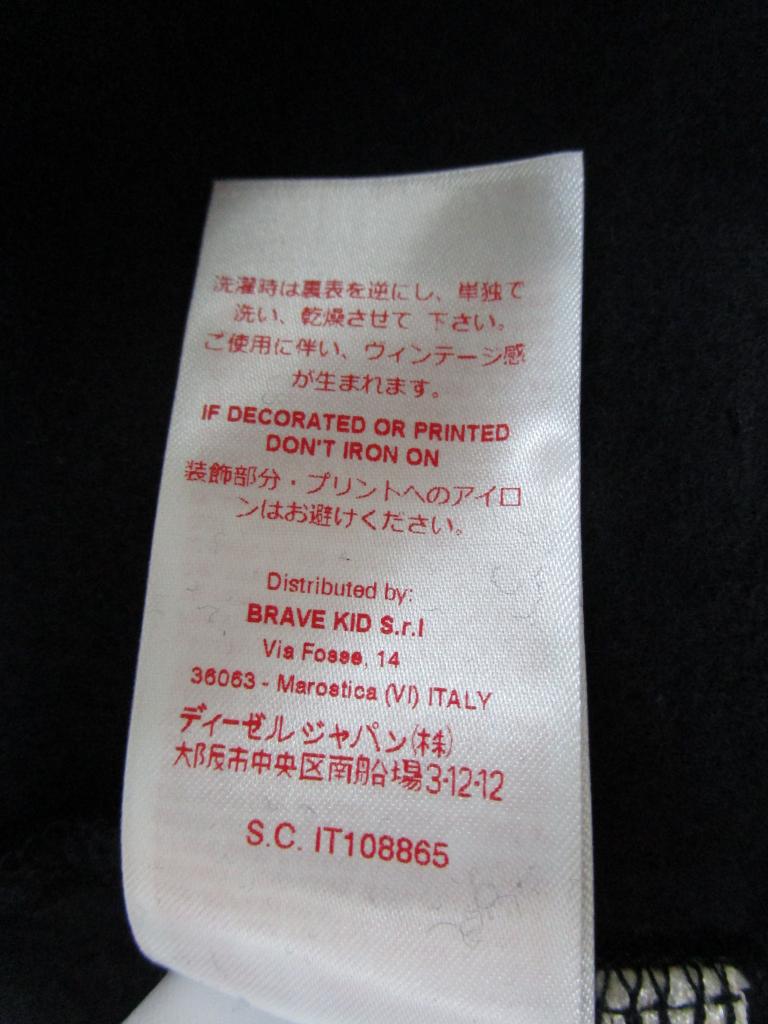 洗濯時は裏表を逆にし、単独で
洗い、乾燥させて 下さい。
ご使用に伴い、ヴィンテージ感
が生まれます。
IF DECORATED OR PRINTED
DON'T IRON ON
装飾部分・プリントへのアイロ
ンはお避けください。
Distributed by:
BRAVE KID S.r.l
Via Fosse, 14
36063 - Marostica (VI) ITALY
ディーゼルジャパン(株)
大阪市中央区南船場3-12-12
S.C. IT108865